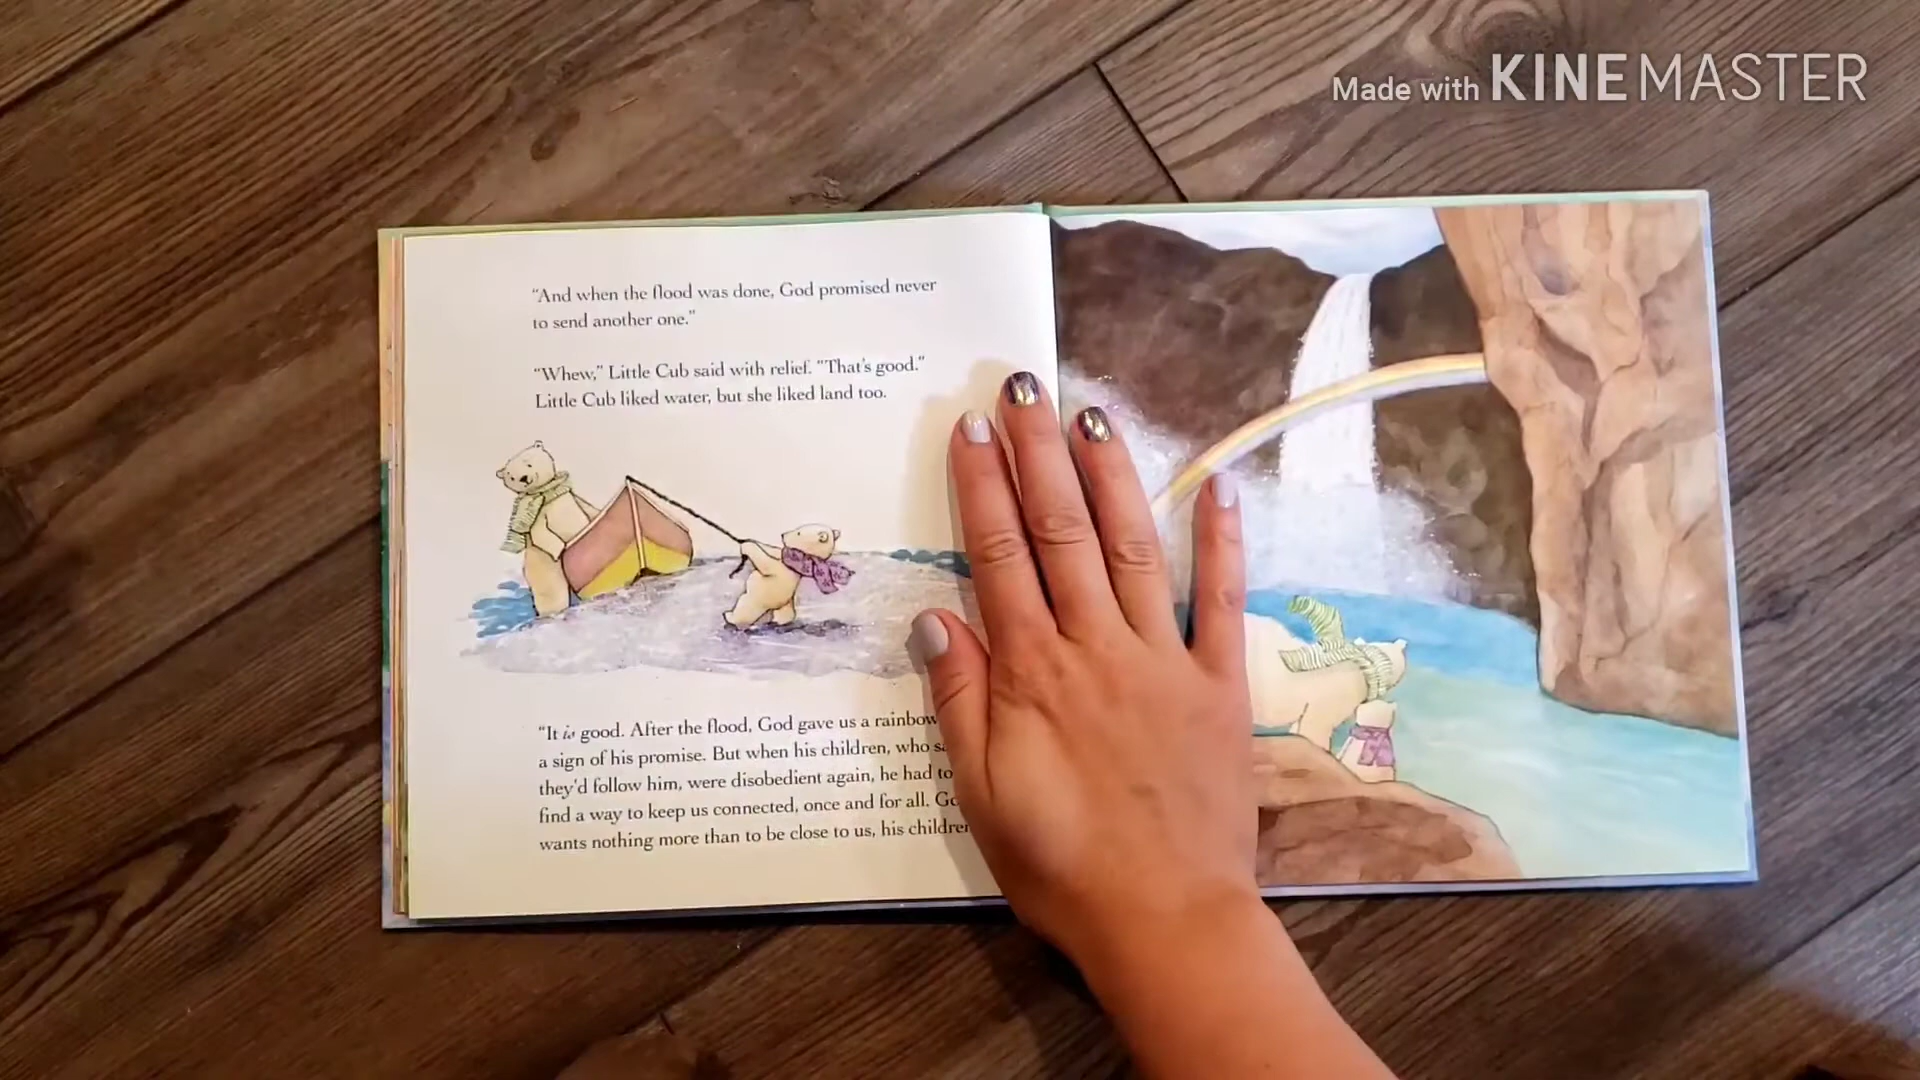 Made with KINEMASTER
“And when the flood was done, God promised never
to send another one.”
“Whew,” Little Cub said with relief. “That’s good.”
Little Cub liked water, but she liked land too.
“It is good. After the flood, God gave us a rainbow
a sign of his promise. But when his children, who
they’d follow him, were disobedient again, he had to
find a way to keep us connected, once and for all.
wants nothing more than to be close to us, his